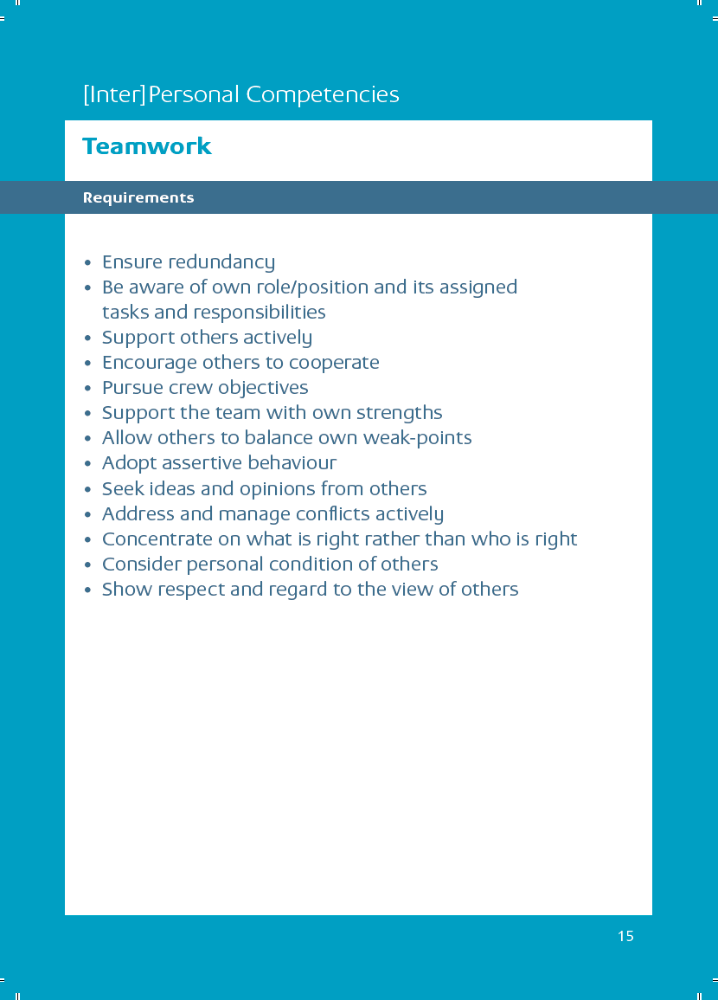 [Inter]Personal Competencies
Teamwork
Requirements
• Ensure redundancy
• Be aware of own role/position and its assigned
tasks and responsibilities
• Support others actively
• Encourage others to cooperate
• Pursue crew objectives
• Support the team with own strengths
• Allow others to balance own weak-points
• Adopt assertive behaviour
• Seek ideas and opinions from others
• Address and manage conflicts actively
• Concentrate on what is right rather than who is right
• Consider personal condition of others
• Show respect and regard to the view of others
15